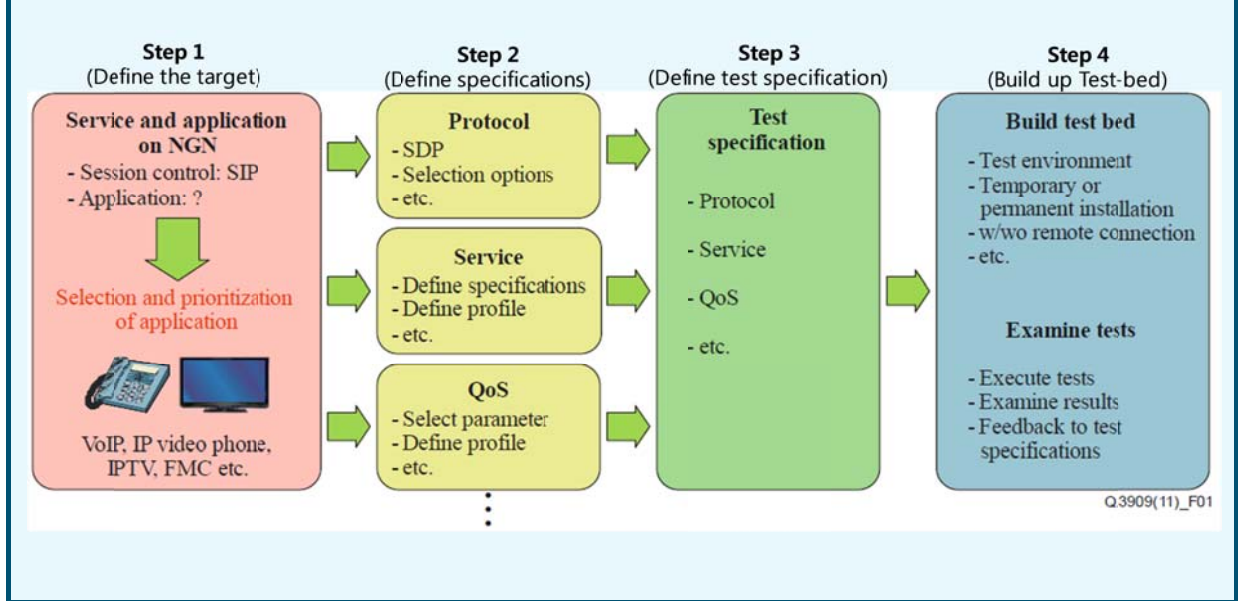 Step 1
(Define the target)
Service and application
on NGN
- Session control: SIP
- Application: ?
Selection and prioritization
of application
VoIP, IP video phone,
IPTV, FMC etc.
Step 2
(Define specifications)
Protocol
- SDP
- Selection options
- etc.
Service
- Define specifications
- Define profile
- etc.
QoS
- Select parameter
- Define profile
- etc.
Step 3
(Define test specification)
Test
specification
- Protocol
- Service
- QoS
- etc.
Step 4
(Build up Test-bed)
Build test bed
- Test environment
- Temporary or
permanent installation
- w/wo remote connection
- etc.
Examine tests
- Execute tests
- Examine results
- Feedback to test
specifications
Q.3909(11)_F01